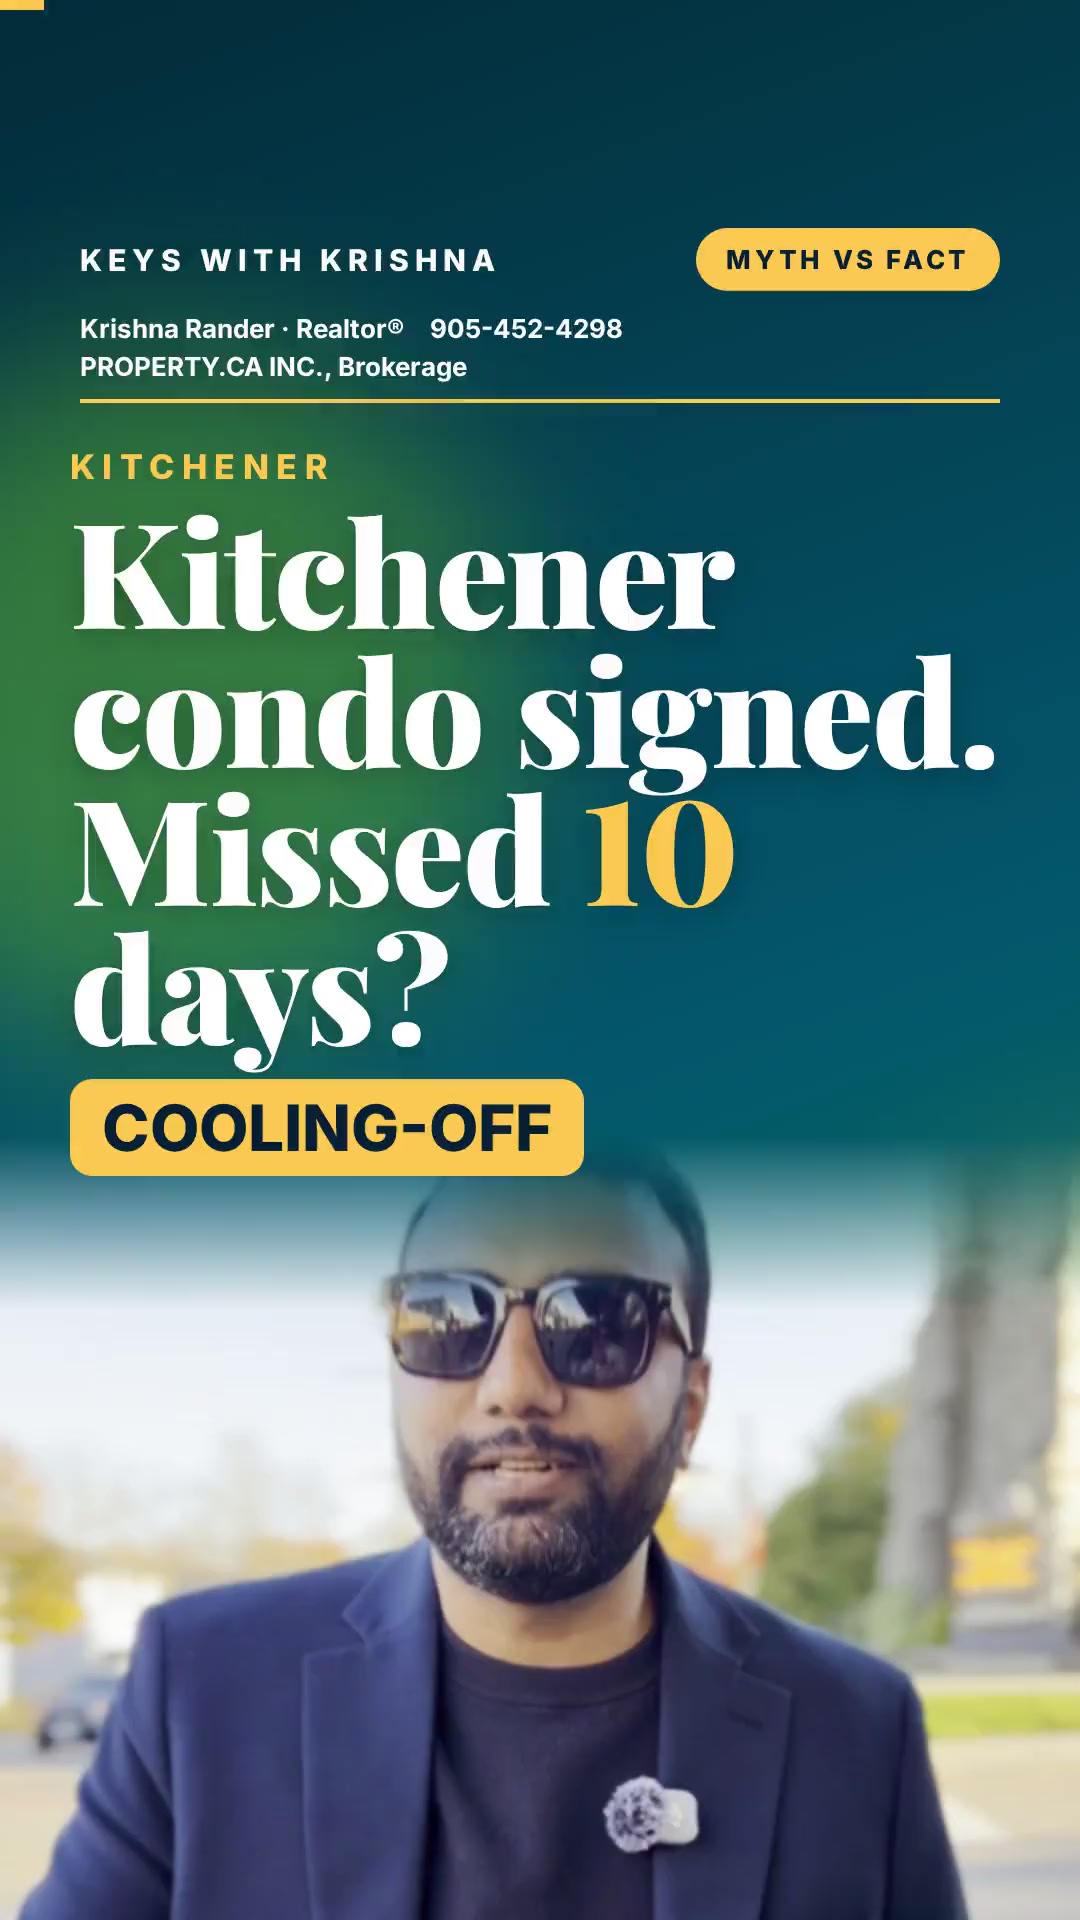 KEYS WITH KRISHNA
MYTH VS FACT
Krishna Rander · Realtor® 905-452-4298
PROPERTY.CA INC., Brokerage
KITCHENER
Kitchener
condo signed.
Missed 10
days?
COOLING-OFF